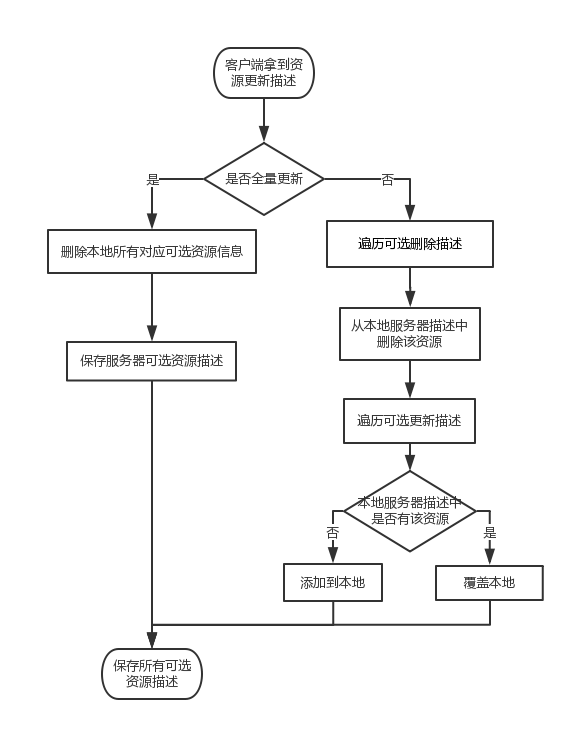 客户端拿到资
源更新描述
是否全量更新
是
否
删除本地所有对应可选资源信息
遍历可选删除描述
从本地服务器描述中
删除该资源
保存服务器可选资源描述
遍历可选更新描述
本地服务器描述中
是否有该资源
否
是
添加到本地
覆盖本地
保存所有可选
资源描述